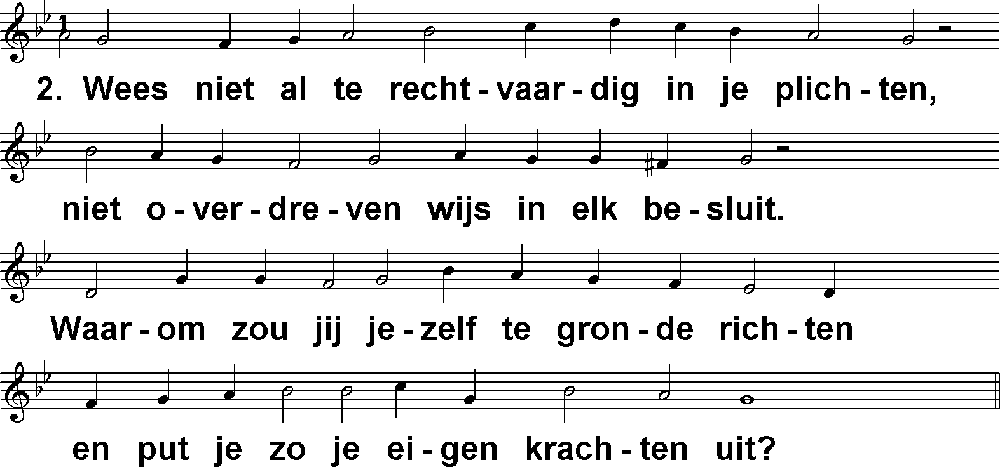 1
2. Wees niet al te recht - vaar - dig in je plich - ten,
niet o - ver - dre - ven wijs in elk be - sluit.
Waar - om zou jij je - zelf te gron - de rich - ten
en put je zo je ei - gen krach - ten uit?